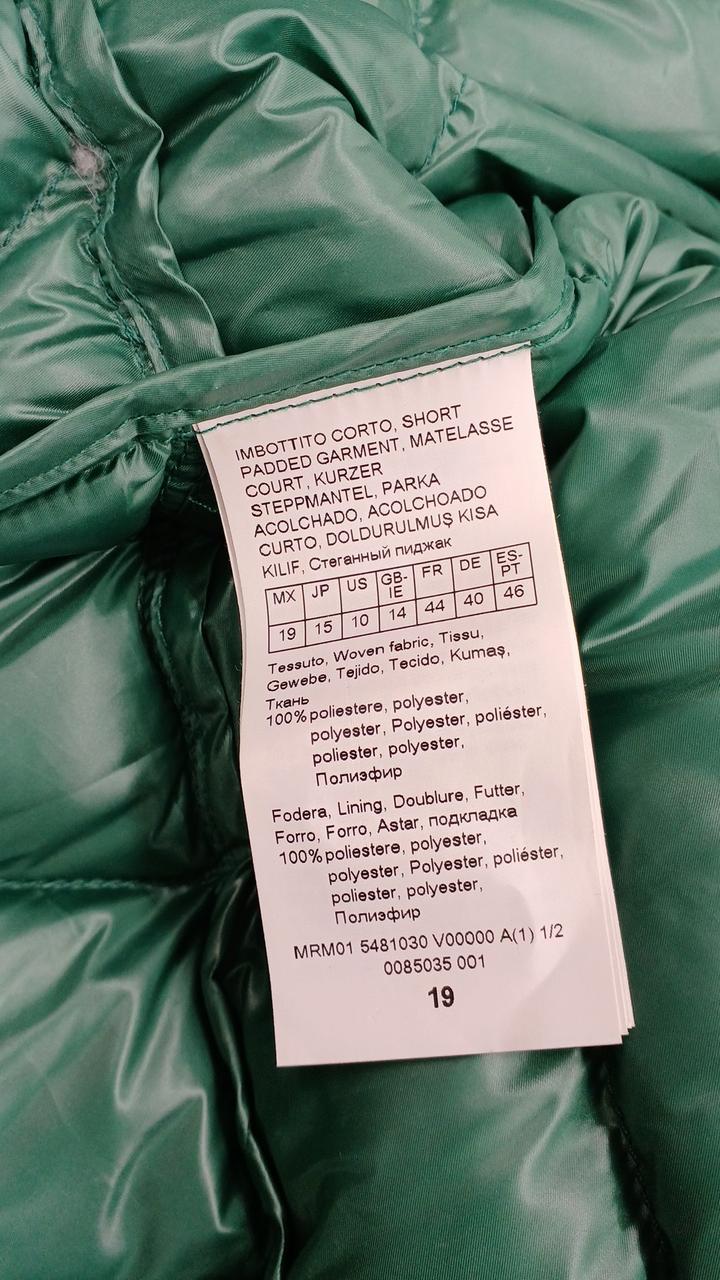 IMBOTTITO CORTO, SHORT
PADDED GARMENT, MATELASSE
COURT, KURZER
STEPPMANTEL, PARKA
ACOLCHADO, ACOLCHOADO
CURTO, DOLDURULMUŞ KISA
KILIF, Стеганный пиджак
MX JP US GB-IE FR DE ES-PT
19 15 10 14 44 40 46
Tessuto, Woven fabric, Tissu,
Gewebe, Tejido, Tecido, Kumaş,
Ткань
100% poliestere, polyester,
polyester, Polyester, poliéster,
poliester, polyester,
Полиэфир
Fodera, Lining, Doublure, Futter,
Forro, Forro, Astar, подкладка
100% poliestere, polyester,
polyester, Polyester, poliéster,
poliester, polyester,
Полиэфир
MRM01 5481030 V00000 A(1) 1/2
0085035 001
19